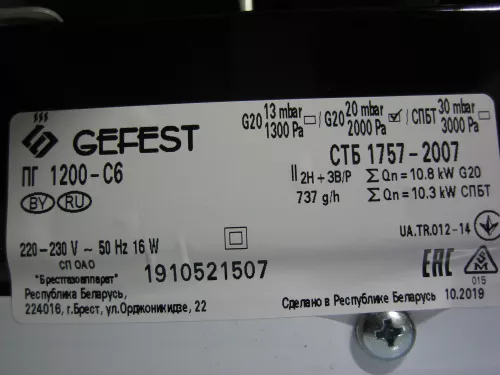 GEFEST
G20 13 mbar 1300 Pa □/G20 20 mbar 2000 Pa ☑/СПБТ 30 mbar 3000 Pa □
ПГ 1200-С6
СТБ 1757-2007
II 2H + 3B/P Σ Qn = 10.8 kW G20
737 g/h Σ Qn = 10.3 kW СПБТ
BY RU
UA.TR.012-14
220-230 V ~ 50 Hz 16 W
СП ОАО
"Брестгазоаппарат"
1910521507
EAC
015
Республика Беларусь,
224016, г.Брест, ул.Орджоникидзе, 22
Сделано в Республике Беларусь 10.2019